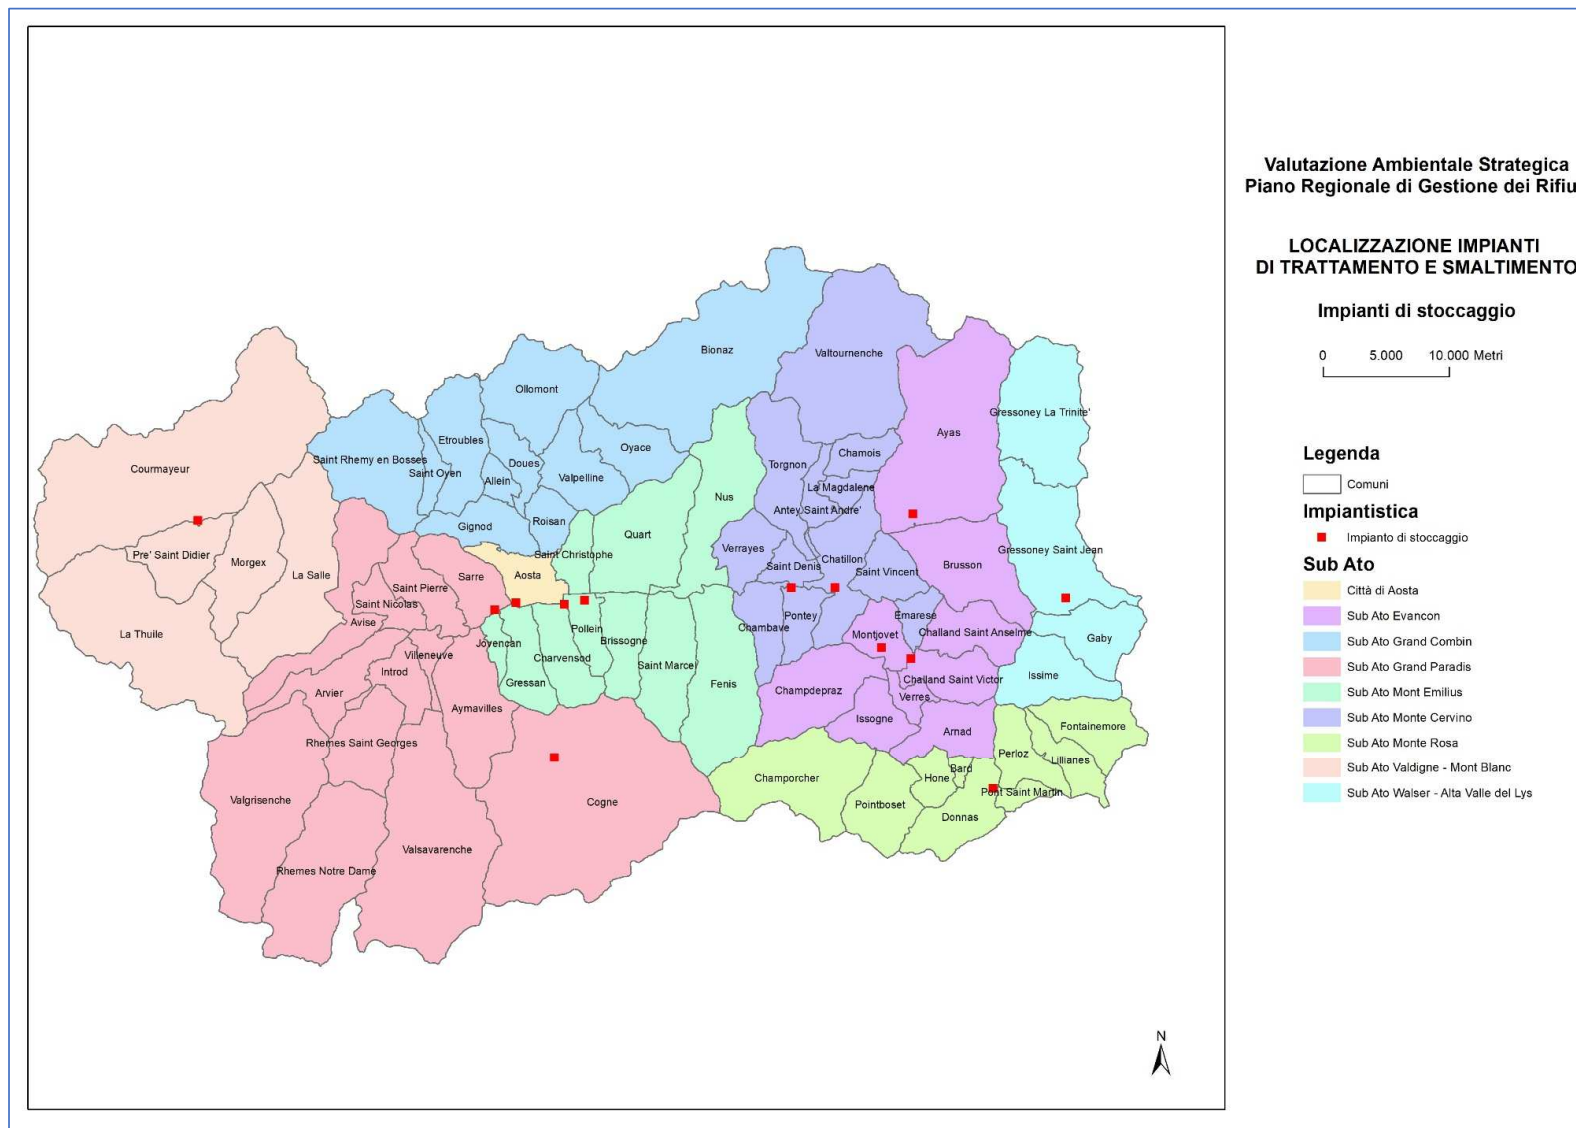 Valutazione Ambientale Strategica
Piano Regionale di Gestione dei Rifiu
LOCALIZZAZIONE IMPIANTI
DI TRATTAMENTO E SMALTIMENTO
Impianti di stoccaggio
0 5.000 10.000 Metri
Legenda
Comuni
Impiantistica
Impianto di stoccaggio
Sub Ato
Città di Aosta
Sub Ato Evancon
Sub Ato Grand Combin
Sub Ato Grand Paradis
Sub Ato Mont Emilius
Sub Ato Monte Cervino
Sub Ato Monte Rosa
Sub Ato Valdigne - Mont Blanc
Sub Ato Walser - Alta Valle del Lys
Bionaz
Valtournenche
Ollomont
Gressoney La Trinite'
Ayas
Etroubles
Oyace
Chamois
Saint Rhemy en Bosses
Doues
Torgnon
Courmayeur
Saint Oyen
Allein
Valpelline
La Magdalene
Nus
Antey Saint Andre'
Roisan
Gignod
Quart
Pre' Saint Didier
Morgex
Saint Christophe
Verrayes
Gressoney Saint Jean
Chatillon
Saint Denis
Brusson
Saint Vincent
La Salle
Sarre
Aosta
Saint Pierre
Saint Nicolas
Pontey
Emarese
Avise
Chambave
La Thuile
Pollein
Challand Saint Anselme
Montjovet
Gaby
Jovencan
Brissogne
Villeneuve
Charvensod
Saint Marcel
Introd
Issime
Gressan
Fenis
Challand Saint Victor
Arvier
Champdepraz
Verres
Aymavilles
Issogne
Fontainemore
Arnad
Rhemes Saint Georges
Perloz
Lillianes
Bard
Hone
Champorcher
Pont Saint Martin
Valgrisenche
Cogne
Pointboset
Donnas
Valsavarenche
Rhemes Notre Dame
N